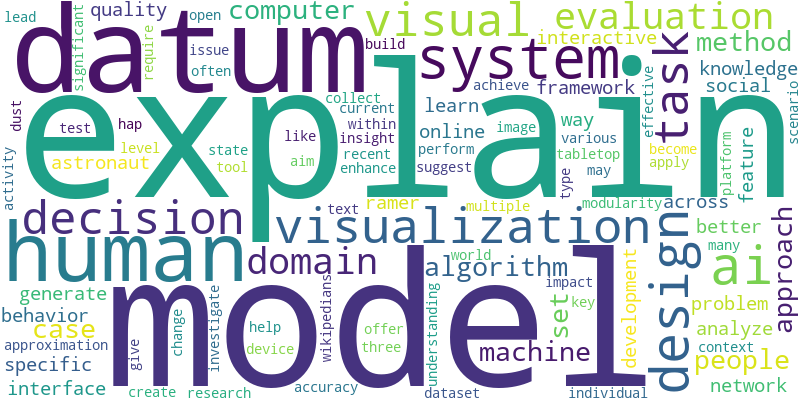 lead
quality
open
computer
visual
evaluation
significant
require
issue
often
build
interactive
method
datum
system
task
knowledge
social
dust
test
hap
level
astronaut
explain
state
tool
collect
current
within
insight
recent
enhance
like
aim
learn
online
perform
suggest
achieve
framework
image
way
various
tabletop
may
type
effective
become
apply
platform
feature
scenario
activity
decision
text
ramer
multiple
modularity
across
better
many
visualization
human
domain
algorithm
world
design
ai
approach
generate
behavior
case
approximation
specific
interface
model
give
change
investigate
help
device
wikipedians
offer
three
understanding
impact
key
set
machine
development
problem
analyze
context
people
network
create
research
accuracy
dataset
individual